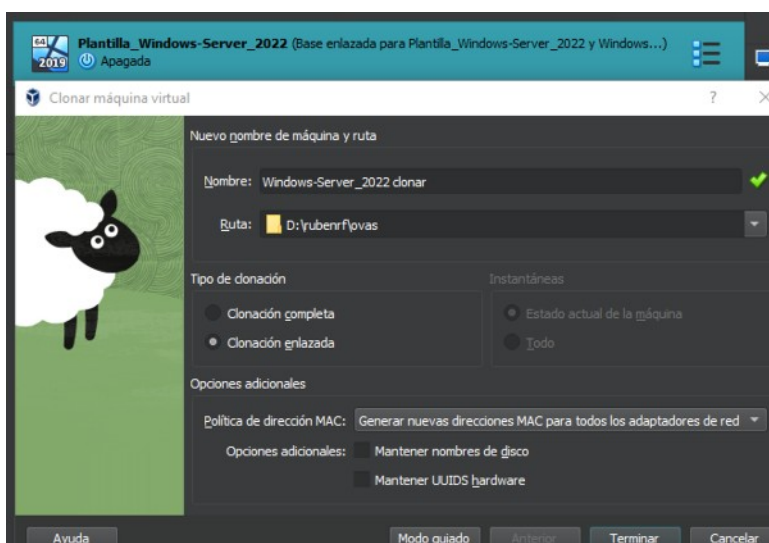 64
2019
Plantilla_Windows-Server_2022 (Base enlazada para Plantilla_Windows-Server_2022 y Windows...)
Apagada
Clonar máquina virtual
?
Nuevo nombre de máquina y ruta
Nombre: Windows-Server_2022 clonar
Ruta: D:\rubenrf\ovas
Tipo de clonación Instantáneas
Clonación completa Estado actual de la máquina
Clonación enlazada Todo
Opciones adicionales
Política de dirección MAC: Generar nuevas direcciones MAC para todos los adaptadores de red
Opciones adicionales: Mantener nombres de disco
Mantener UUIDS hardware
Ayuda Modo guiado Anterior Terminar Cancelar